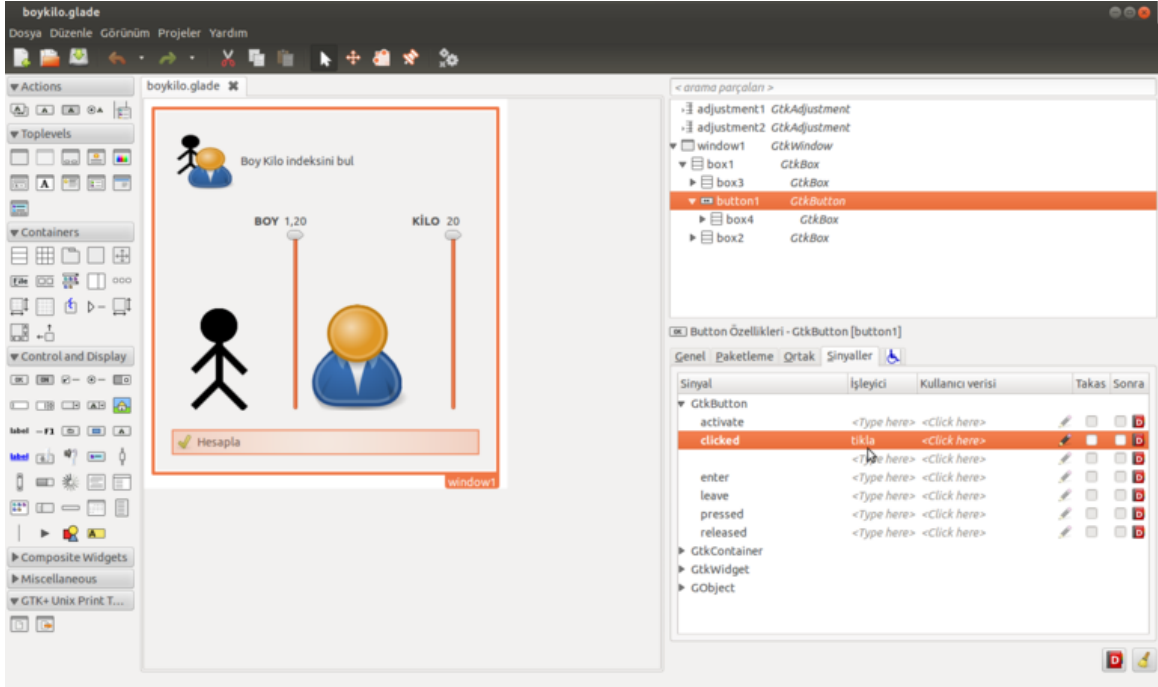 boykilo.glade
Dosya Düzenle Görünüm Projeler Yardım
Actions
Toplevels
Containers
File
Control and Display
label
label
Composite Widgets
Miscellaneous
GTK+ Unix Print T...
boykilo.glade
Boy Kilo indeksini bul
BOY 1,20
KİLO 20
Hesapla
window1
< arama parçaları >
adjustment1 GtkAdjustment
adjustment2 GtkAdjustment
window1 GtkWindow
box1 GtkBox
box3 GtkBox
button1 GtkButton
box4 GtkBox
box2 GtkBox
OK Button Özellikleri - GtkButton [button1]
Genel Paketleme Ortak Sinyaller
Sinyal İşleyici Kullanıcı verisi Takas Sonra
GtkButton
activate <Type here> <Click here>
clicked tikla <Click here>
<Type here> <Click here>
enter <Type here> <Click here>
leave <Type here> <Click here>
pressed <Type here> <Click here>
released <Type here> <Click here>
GtkContainer
GtkWidget
GObject